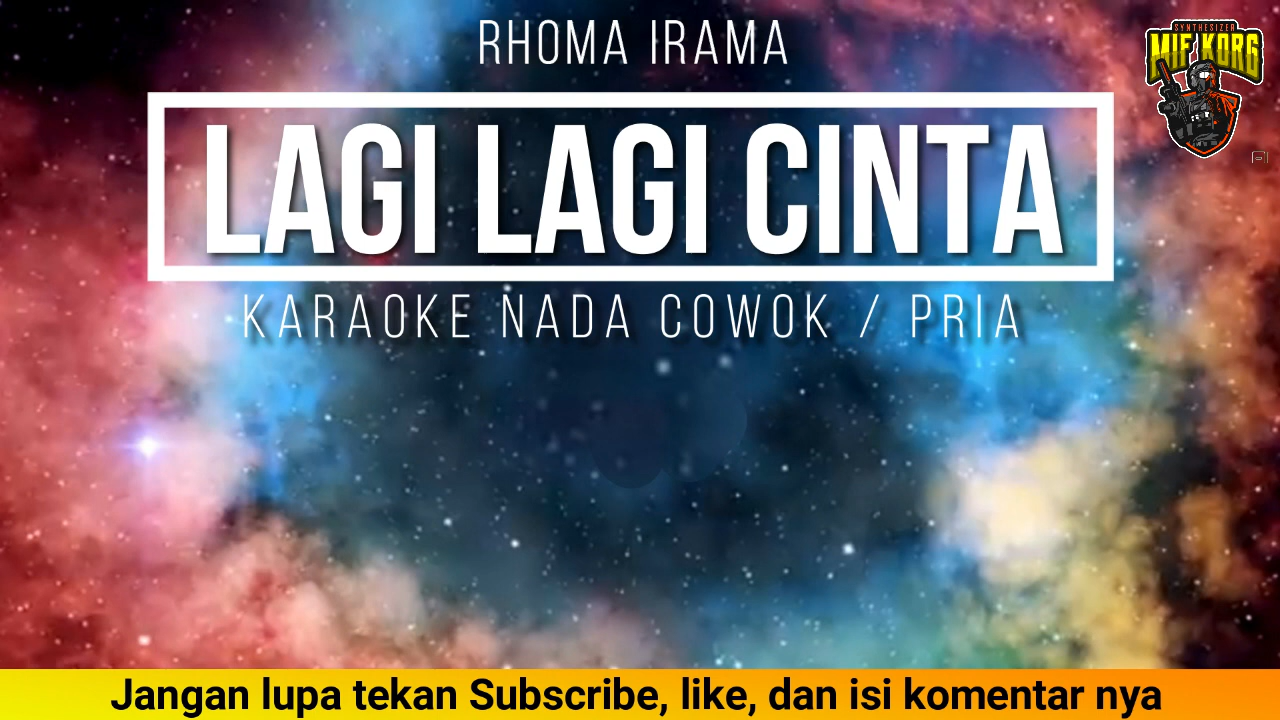 RHOMA IRAMA
SYNTHESIZER
MIF KORG
LAGI LAGI CINTA
KARAOKE NADA COWOK / PRIA
Jangan lupa tekan Subscribe, like, dan isi komentar nya